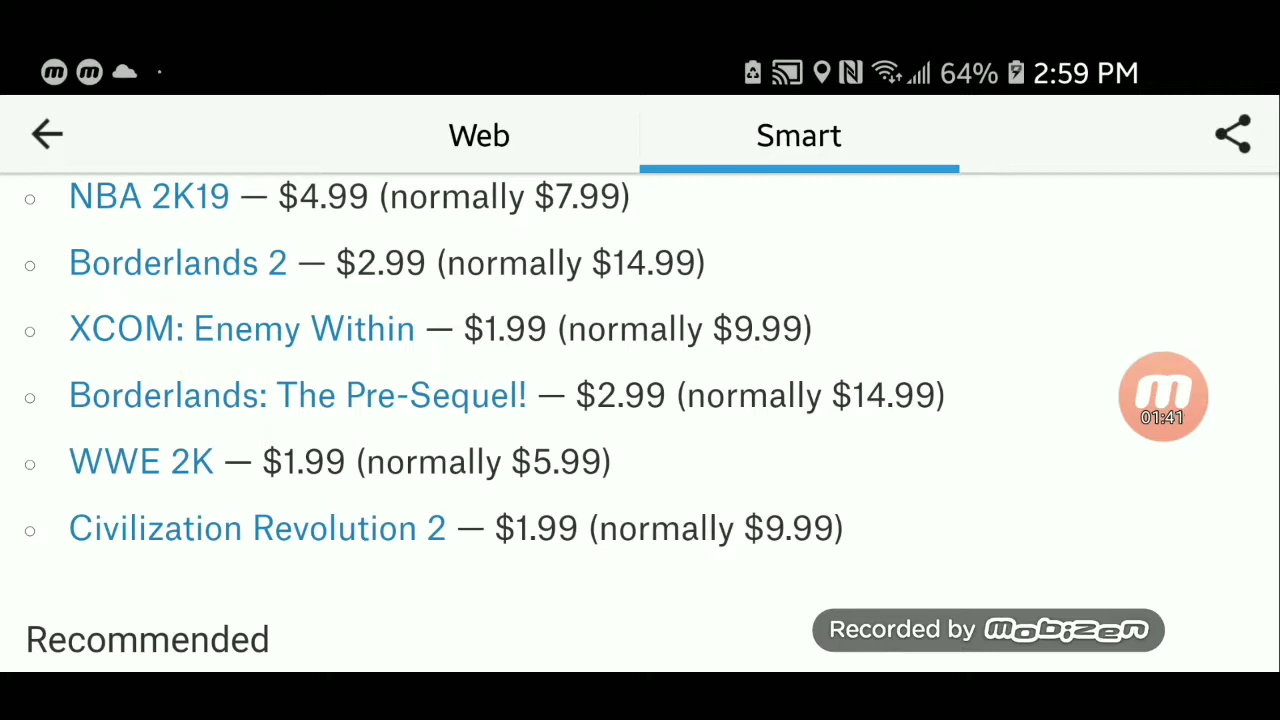 64% 2:59 PM
Web Smart
NBA 2K19 — $4.99 (normally $7.99)
Borderlands 2 — $2.99 (normally $14.99)
XCOM: Enemy Within — $1.99 (normally $9.99)
Borderlands: The Pre-Sequel! — $2.99 (normally $14.99)
01:41
WWE 2K — $1.99 (normally $5.99)
Civilization Revolution 2 — $1.99 (normally $9.99)
Recorded by mobizen
Recommended